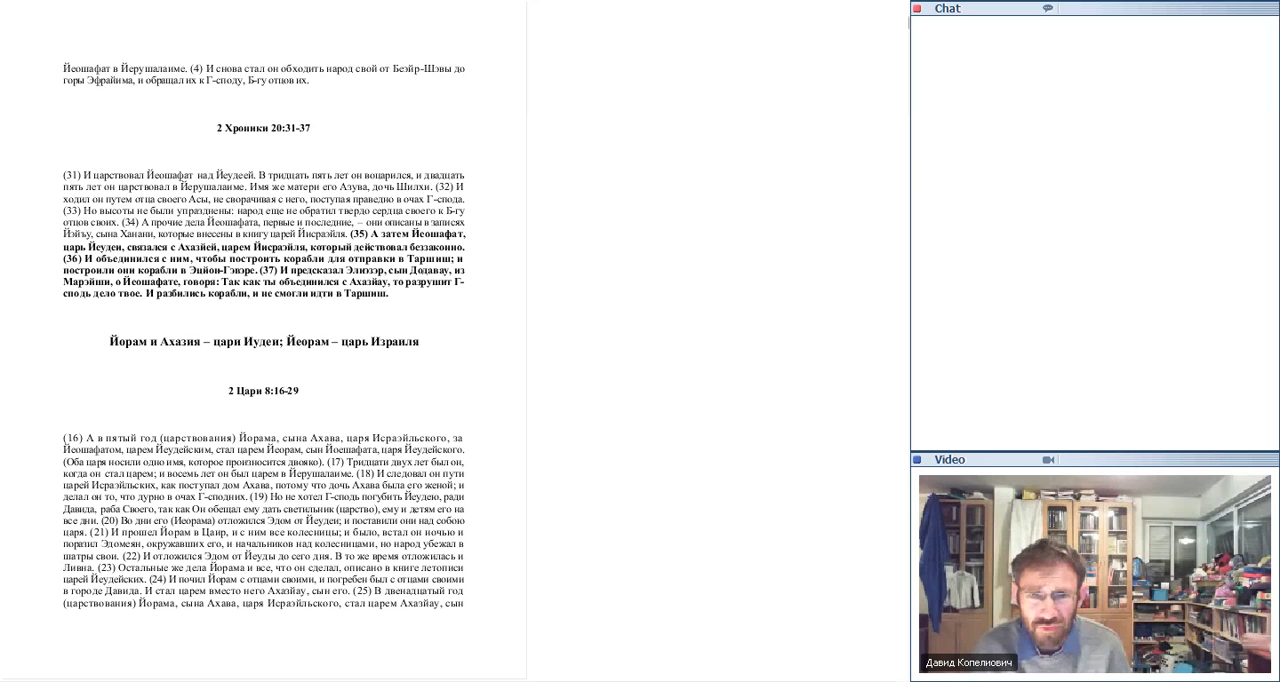 Йеошафат в Йерушалаиме. (4) И снова стал он обходить народ свой от Беэйр-Шэвы до
горы Эфрайима, и обращал их к Г-споду, Б-гу отцов их.
2 Хроники 20:31-37
(31) И царствовал Йеошафат над Йеудеей. В тридцать пять лет он воцарился, и двадцать
пять лет он царствовал в Йерушалаиме. Имя же матери его Азува, дочь Шилхи. (32) И
ходил он путем отца своего Асы, не сворачивая с него, поступая праведно в очах Г-спода.
(33) Но высоты не были упразднены: народ еще не обратил твердо сердца своего к Б-гу
отцов своих. (34) А прочие дела Йеошафата, первые и последние, – они описаны в записях
Йэйъу, сына Ханани, которые внесены в книгу царей Йисраэйля. (35) А затем Йеошафат,
царь Йеудеи, связался с Ахазйей, царем Йисраэйля, который действовал беззаконно.
(36) И объединился с ним, чтобы построить корабли для отправки в Таршиш; и
построили они корабли в Эцйон-Гэвэре. (37) И предсказал Элиэзэр, сын Додавау, из
Марэйши, о Йеошафате, говоря: Так как ты объединился с Ахазйау, то разрушит Г-
сподь дело твое. И разбились корабли, и не смогли идти в Таршиш.
Йорам и Ахазия – цари Иудеи; Йеорам – царь Израиля
2 Цари 8:16-29
(16) А в пятый год (царствования) Йорама, сына Ахава, царя Исраэйльского, за
Йеошафатом, царем Йеудейским, стал царем Йеорам, сын Йоешафата, царя Йеудейского.
(Оба царя носили одно имя, которое произносится двояко). (17) Тридцати двух лет был он,
когда он стал царем; и восемь лет он был царем в Йерушалаиме. (18) И следовал он пути
царей Исраэйльских, как поступал дом Ахава, потому что дочь Ахава была его женой; и
делал он то, что дурно в очах Г-сподних. (19) Но не хотел Г-сподь погубить Йеудею, ради
Давида, раба Своего, так как Он обещал ему дать светильник (царство), ему и детям его на
все дни. (20) Во дни его (Иеорама) отложился Эдом от Йеудеи; и поставили они над собою
царя. (21) И прошел Йорам в Цаир, и с ним все колесницы; и было, встал он ночью и
поразил Эдомеян, окружавших его, и начальников над колесницами, но народ убежал в
шатры свои. (22) И отложился Эдом от Йеуды до сего дня. В то же время отложилась и
Ливна. (23) Остальные же дела Йорама и все, что он сделал, описано в книге летописи
царей Йеудейских. (24) И почил Йорам с отцами своими, и погребен был с отцами своими
в городе Давида. И стал царем вместо него Ахазйау, сын его. (25) В двенадцатый год
(царствования) Йорама, сына Ахава, царя Исраэйльского, стал царем Ахазйау, сын
Chat
Video
Давид Копелиович